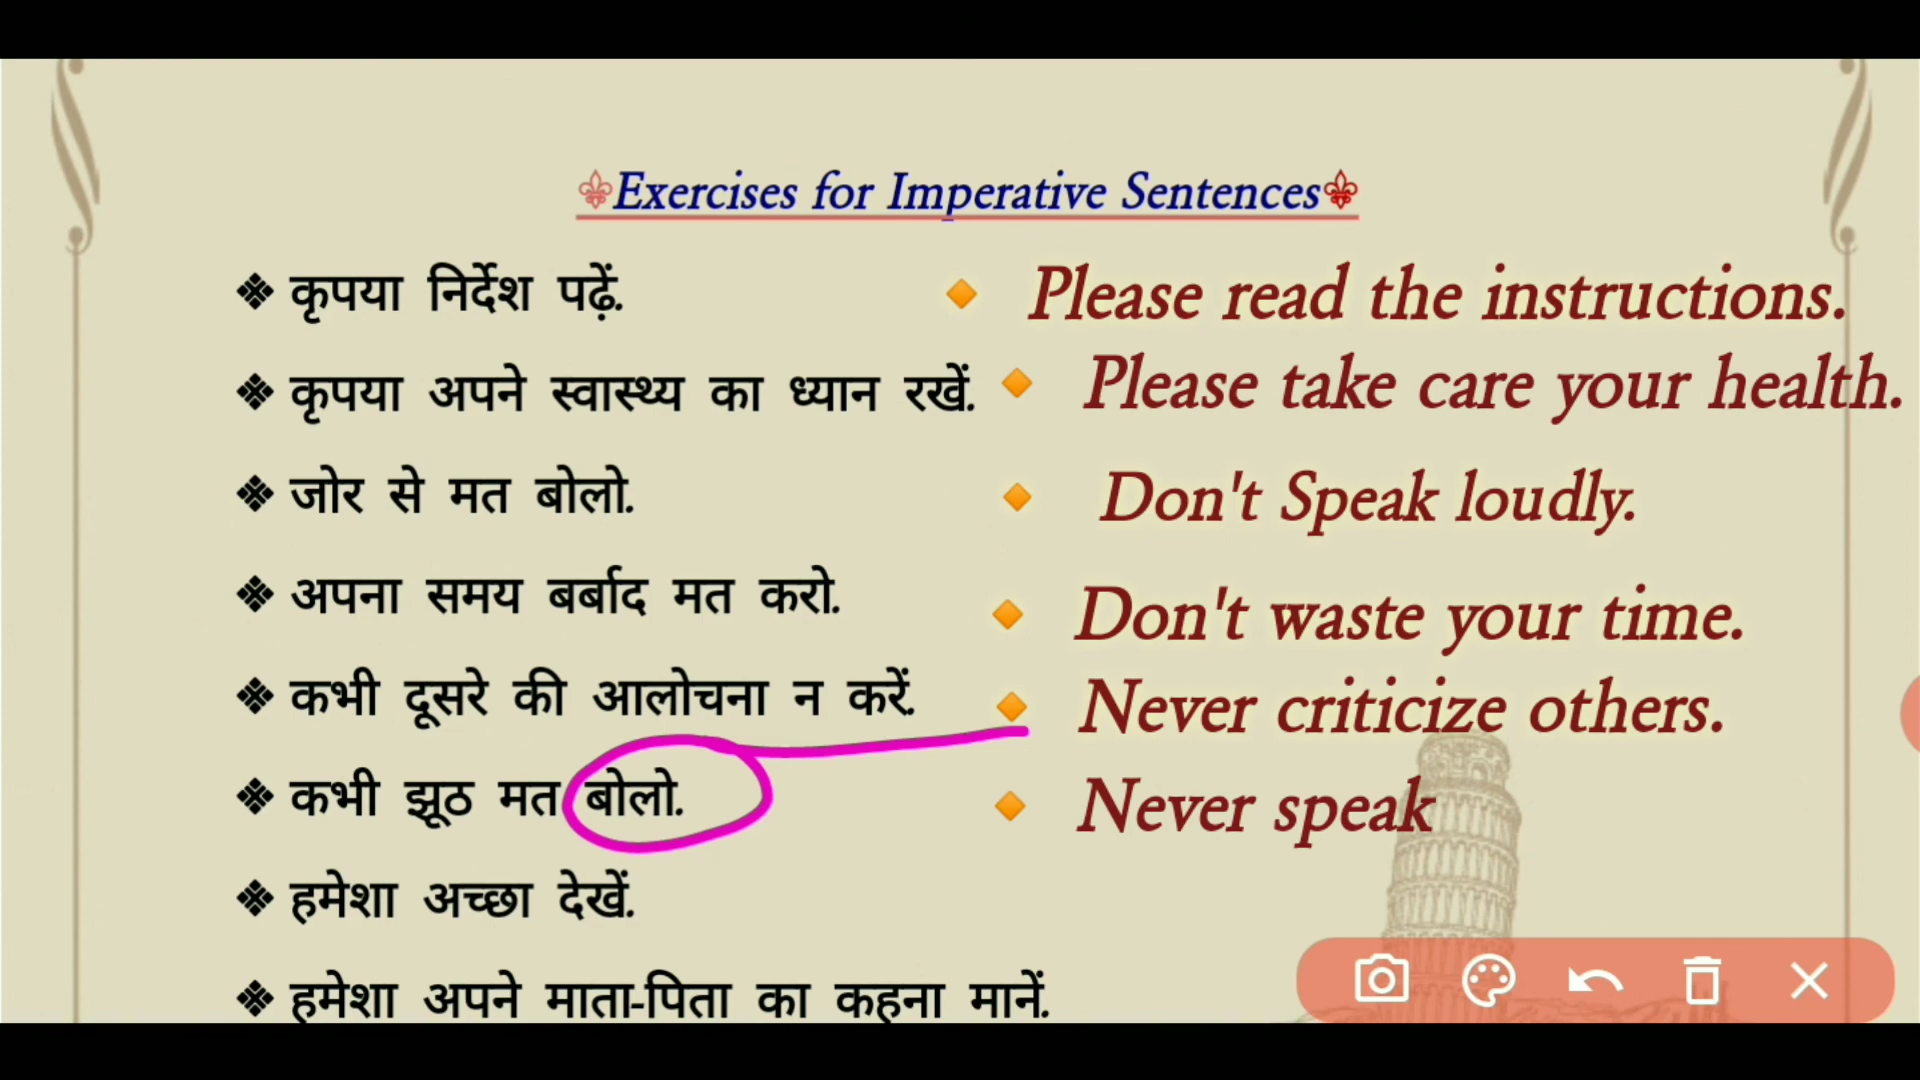 Exercises for Imperative Sentences
कृपया निर्देश पढ़ें. Please read the instructions.
कृपया अपने स्वास्थ्य का ध्यान रखें. Please take care your health.
जोर से मत बोलो. Don't Speak loudly.
अपना समय बर्बाद मत करो. Don't waste your time.
कभी दूसरे की आलोचना न करें. Never criticize others.
कभी झूठ मत बोलो. Never speak
हमेशा अच्छा देखें.
हमेशा अपने माता-पिता का कहना मानें.